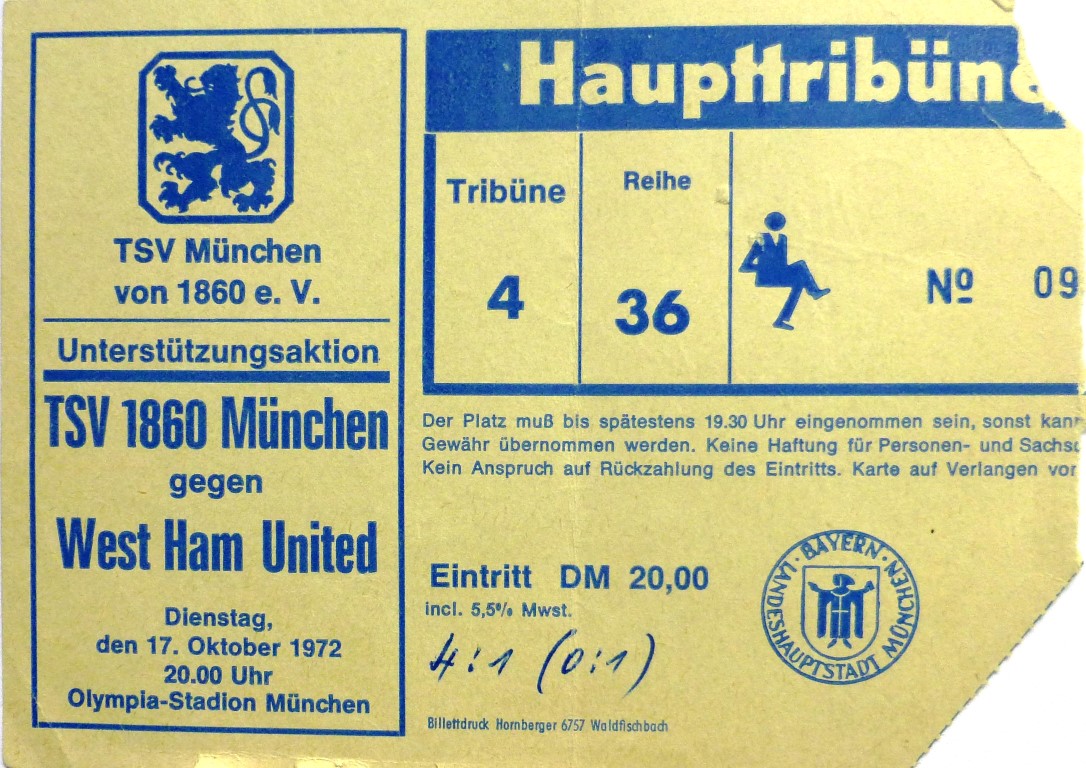 TSV München
von 1860 e. V.
Unterstützungsaktion
TSV 1860 München
gegen
West Ham United
Dienstag,
den 17. Oktober 1972
20.00 Uhr
Olympia-Stadion München
Haupttribüne
Tribüne
4
Reihe
36
Nº 09
Der Platz muß bis spätestens 19.30 Uhr eingenommen sein, sonst kann
Gewähr übernommen werden. Keine Haftung für Personen- und Sachsc
Kein Anspruch auf Rückzahlung des Eintritts. Karte auf Verlangen vor
Eintritt DM 20,00
incl. 5,5% Mwst.
4:1 (0:1)
BAYERN · LANDESHAUPTSTADT MÜNCHEN ·
Billettdruck Hornberger 6757 Waldfischbach